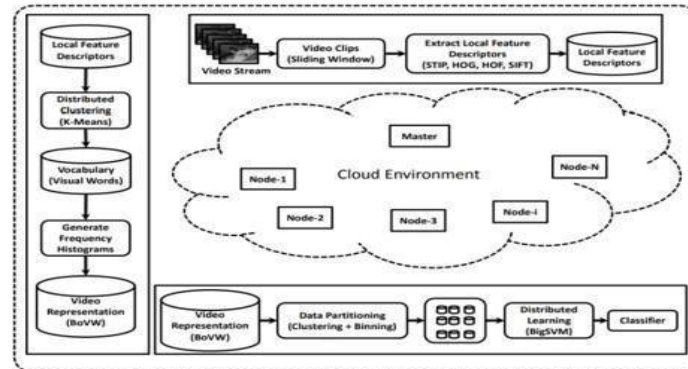 Local Feature
Descriptors
Distributed
Clustering
(K-Means)
Vocabulary
(Visual Words)
Generate
Frequency
Histograms
Video
Representation
(BoVW)
Video Stream
Video Clips
(Sliding Window)
Extract Local Feature
Descriptors
(STIP, HOG, HOF, SIFT)
Local Feature
Descriptors
Master
Cloud Environment
Node-1
Node-2
Node-3
Node-i
Node-N
Video
Representation
(BoVW)
Data Partitioning
(Clustering + Binning)
Distributed
Learning
(BigSVM)
Classifier